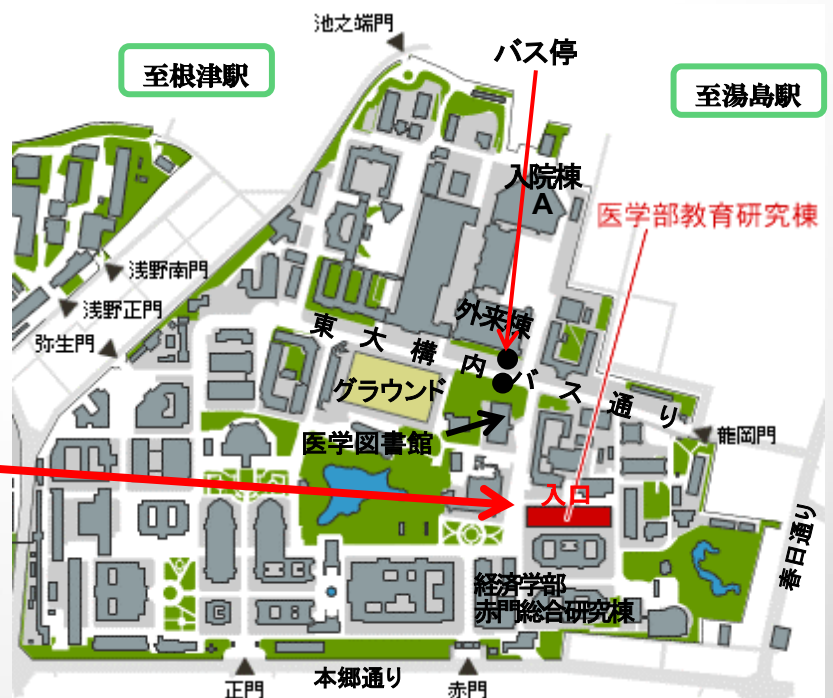 池之端門
バス停
至根津駅
至湯島駅
入院棟
A
医学部教育研究棟
浅野南門
浅野正門
弥生門
外来棟
東大構内バス通り
グラウンド
医学図書館
龍岡門
入口
春日通り
経済学部
赤門総合研究棟
本郷通り
正門
赤門